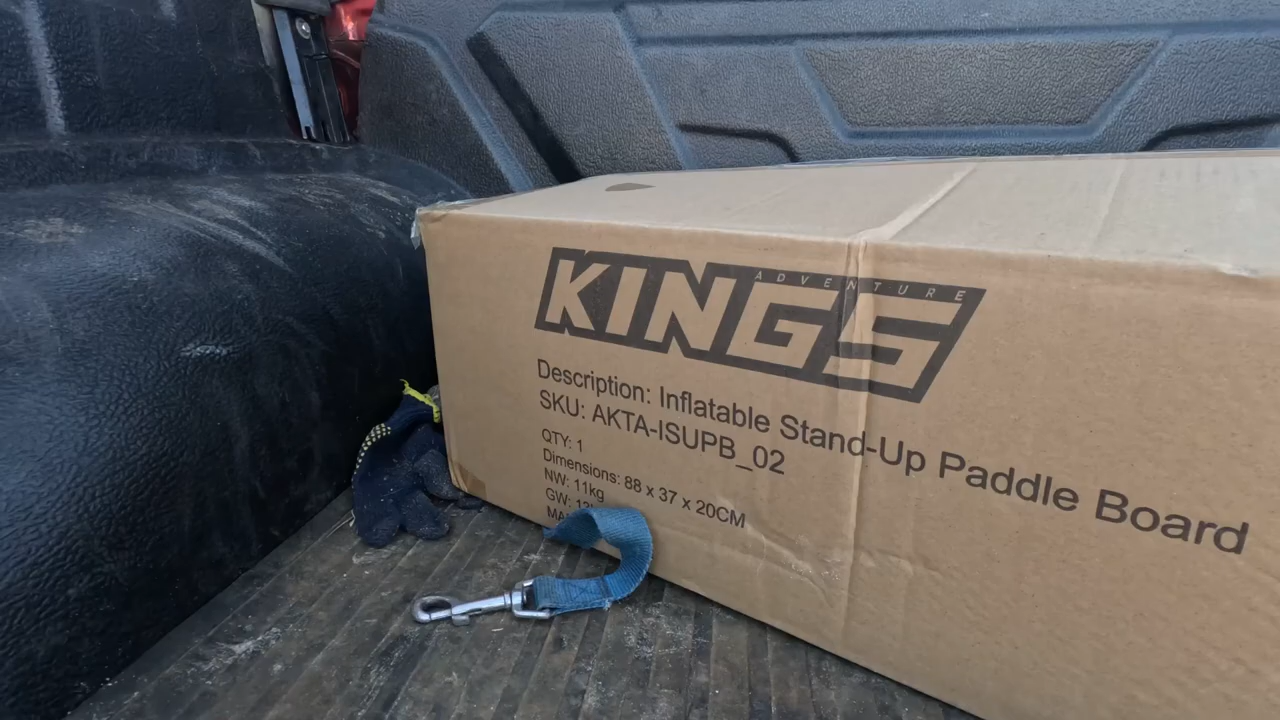 KINGS
ADVENTURE
Description: Inflatable Stand-Up Paddle Board
SKU: AKTA-ISUPB_02
QTY: 1
Dimensions: 88 x 37 x 20CM
NW: 11kg
GW: